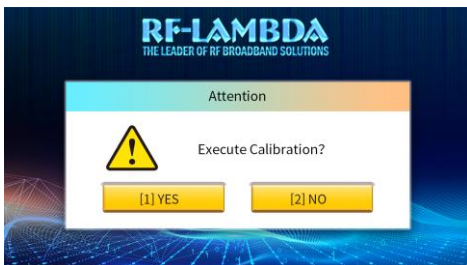 RF-LAMBDA
THE LEADER OF RF BROADBAND SOLUTIONS
Attention
Execute Calibration?
[1] YES
[2] NO